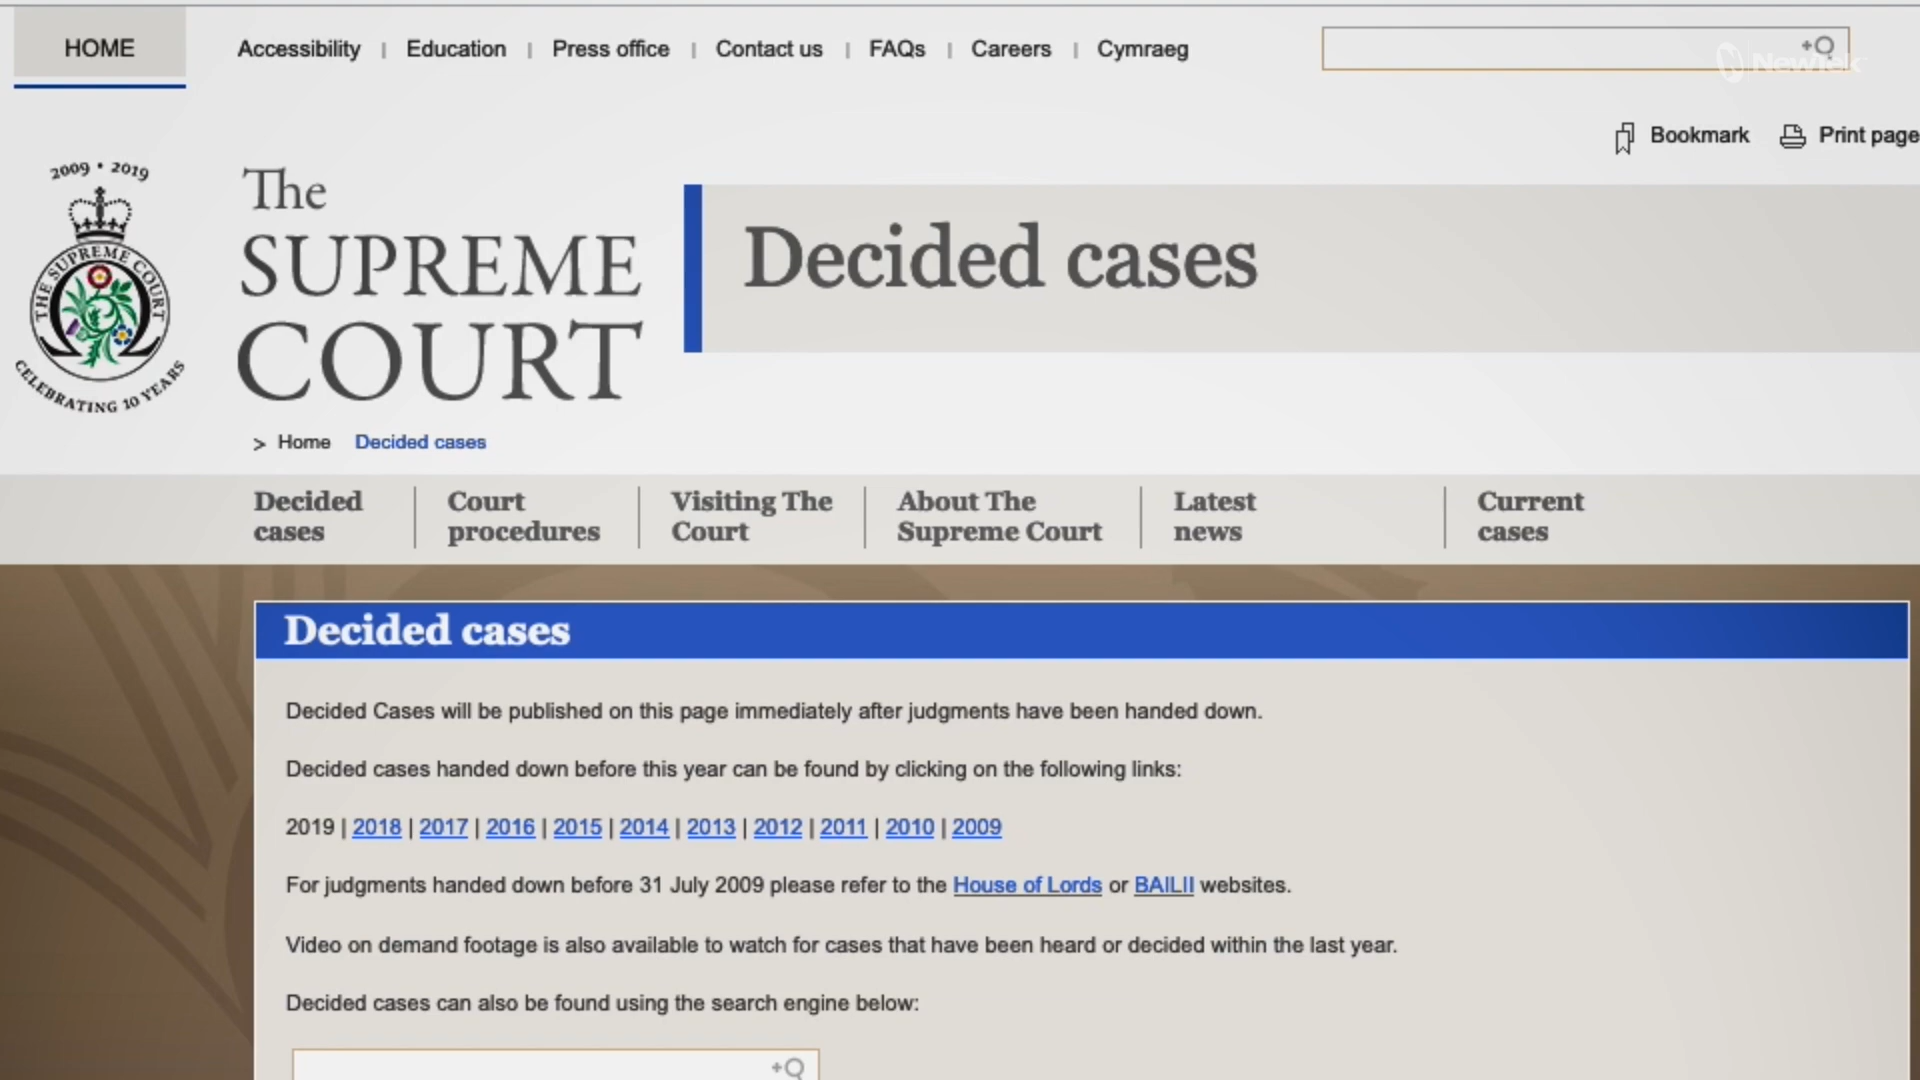 HOME
Accessibility | Education | Press office | Contact us | FAQs | Careers | Cymraeg
NewTek
Bookmark Print page
2009 • 2019
THE SUPREME COURT
CELEBRATING 10 YEARS
The
SUPREME
COURT
Decided cases
> Home Decided cases
Decided cases
Court procedures
Visiting The Court
About The Supreme Court
Latest news
Current cases
Decided cases
Decided Cases will be published on this page immediately after judgments have been handed down.
Decided cases handed down before this year can be found by clicking on the following links:
2019 | 2018 | 2017 | 2016 | 2015 | 2014 | 2013 | 2012 | 2011 | 2010 | 2009
For judgments handed down before 31 July 2009 please refer to the House of Lords or BAILII websites.
Video on demand footage is also available to watch for cases that have been heard or decided within the last year.
Decided cases can also be found using the search engine below: